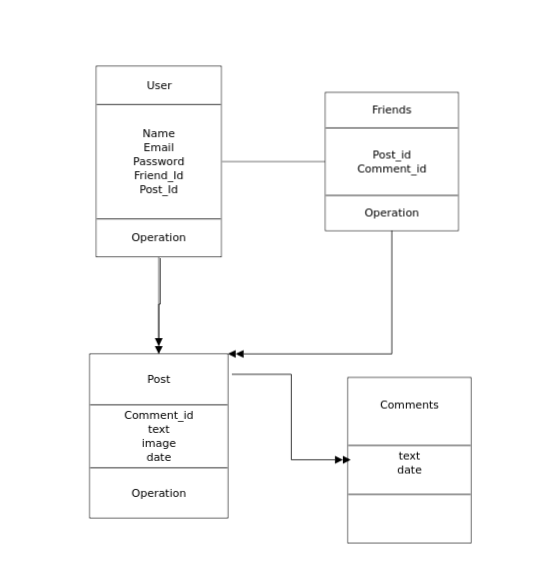 User
Name
Email
Password
Friend_Id
Post_Id
Operation
Friends
Post_id
Comment_id
Operation
Post
Comment_id
text
image
date
Operation
Comments
text
date